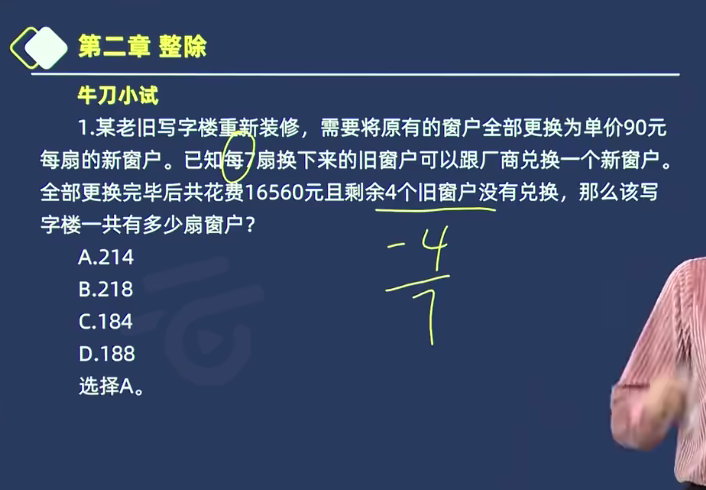 第二章 整除
牛刀小试
1.某老旧写字楼重新装修，需要将原有的窗户全部更换为单价90元
每扇的新窗户。已知每7扇换下来的旧窗户可以跟厂商兑换一个新窗户。
全部更换完毕后共花费16560元且剩余4个旧窗户没有兑换，那么该写
字楼一共有多少扇窗户？
-4
7
A.214
B.218
C.184
D.188
选择A。